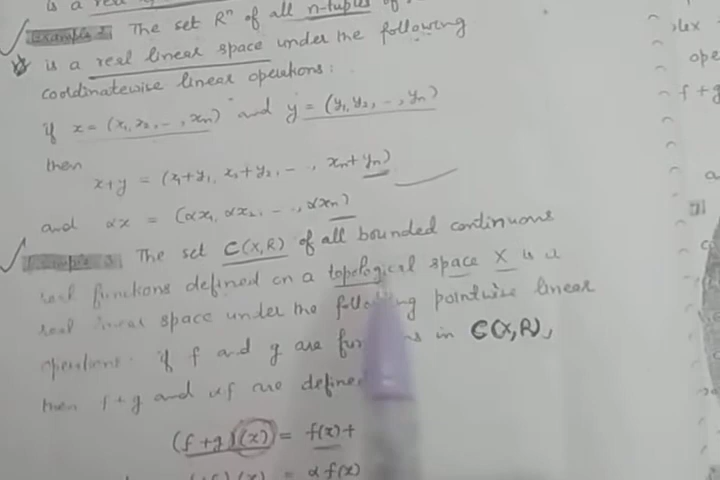 is a real
Example 2. The set Rⁿ of all n-tuples of
is a real linear space under the following
coordinatewise linear operations:
if x = (x₁, x₂, - , xₙ) and y = (y₁, y₂, - , yₙ)
then
x+y = (x₁+y₁, x₂+y₂, - - , xₙ+yₙ)
and αx = (αx₁, αx₂, - - , αxₙ)
Example 3. The set C(X,R) of all bounded continuous
real functions defined on a topological space X is a
real linear space under the following pointwise linear
operations: if f and g are in C(X,R),
then f+g and αf are define
(f+g)(x) = f(x)+
(x) = αf(x)
ope
f+g